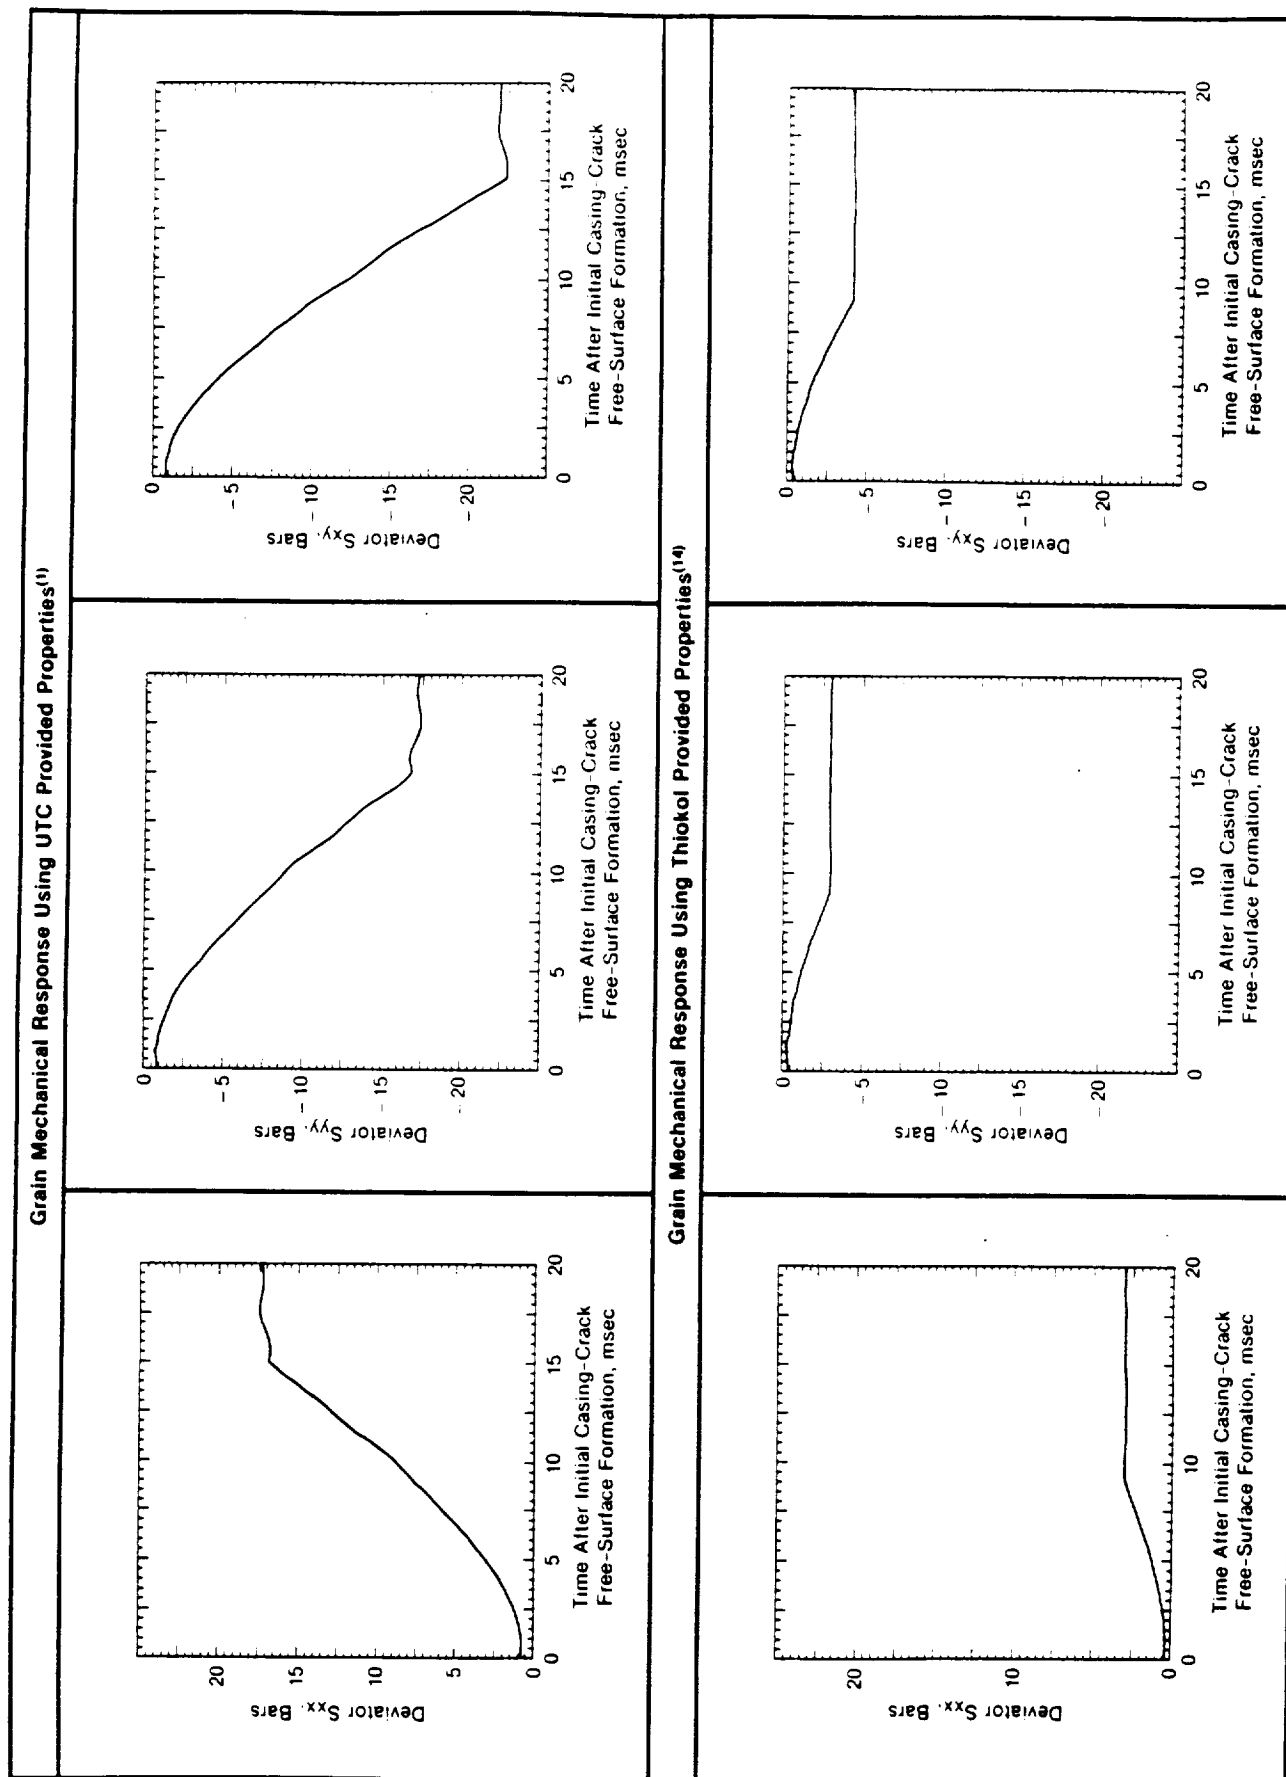 Grain Mechanical Response Using UTC Provided Properties(1)
Deviator Sxx, Bars
20
15
10
5
0
0 5 10 15 20
Time After Initial Casing-Crack
Free-Surface Formation, msec
Deviator Syy, Bars
0
- 5
- 10
- 15
- 20
0 5 10 15 20
Time After Initial Casing-Crack
Free-Surface Formation, msec
Deviator Sxy, Bars
0
- 5
- 10
- 15
- 20
0 5 10 15 20
Time After Initial Casing-Crack
Free-Surface Formation, msec
Grain Mechanical Response Using Thiokol Provided Properties(14)
Deviator Sxx, Bars
20
10
0
0 10 20
Time After Initial Casing-Crack
Free-Surface Formation, msec
Deviator Syy, Bars
0
- 5
- 10
- 15
- 20
0 5 10 15 20
Time After Initial Casing-Crack
Free-Surface Formation, msec
Deviator Sxy, Bars
0
- 5
- 10
- 15
- 20
0 5 10 15 20
Time After Initial Casing-Crack
Free-Surface Formation, msec